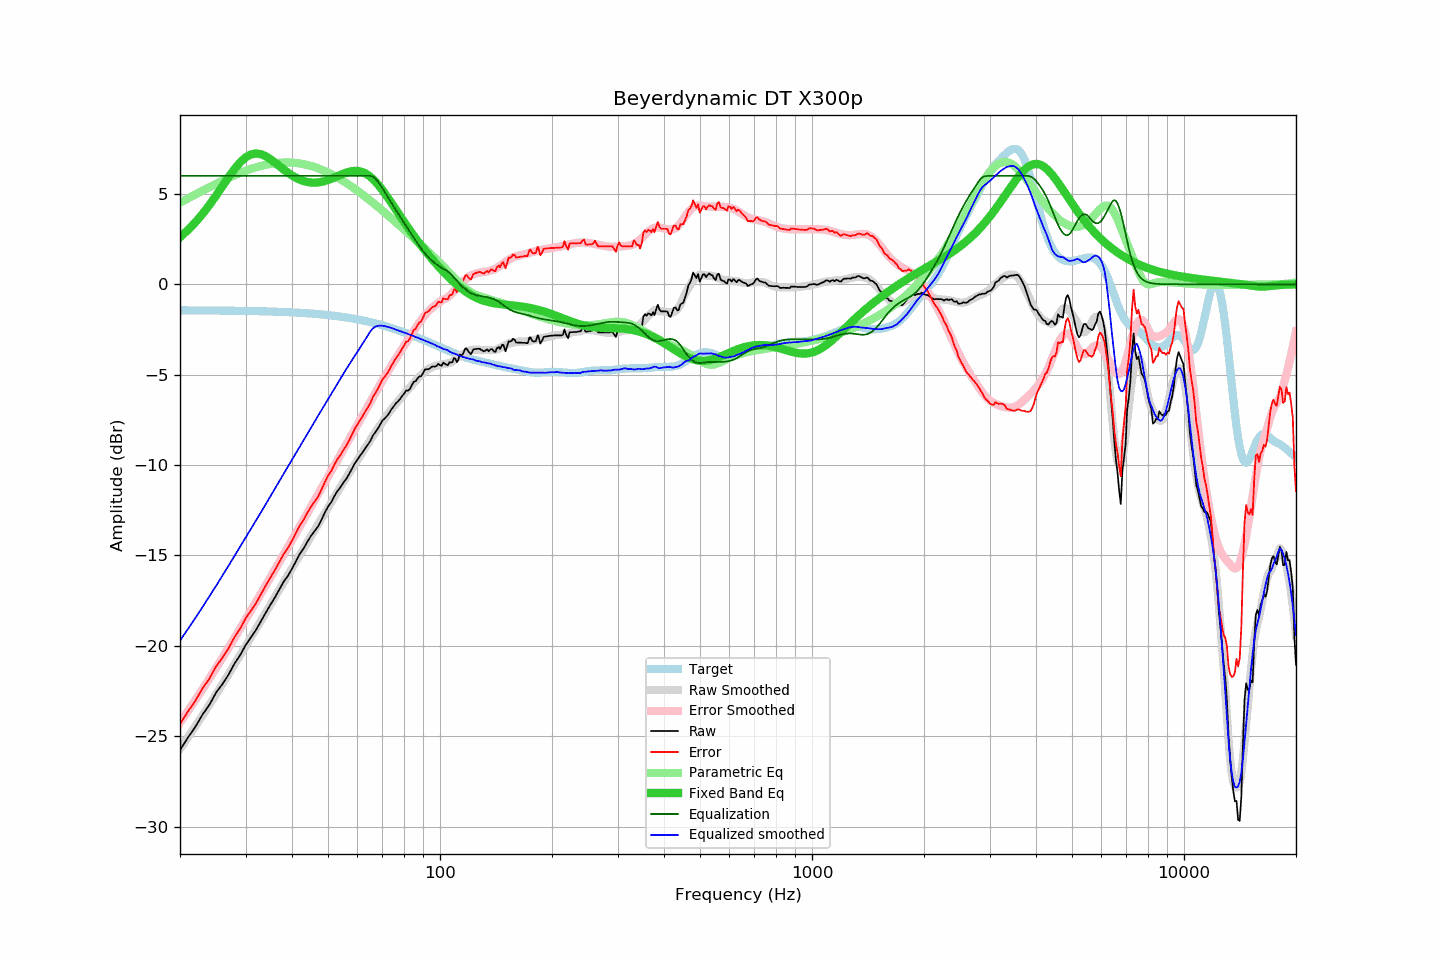 Beyerdynamic DT X300p
Amplitude (dBr)
5
0
−5
−10
−15
−20
−25
−30
Target
Raw Smoothed
Error Smoothed
Raw
Error
Parametric Eq
Fixed Band Eq
Equalization
Equalized smoothed
100
1000
10000
Frequency (Hz)